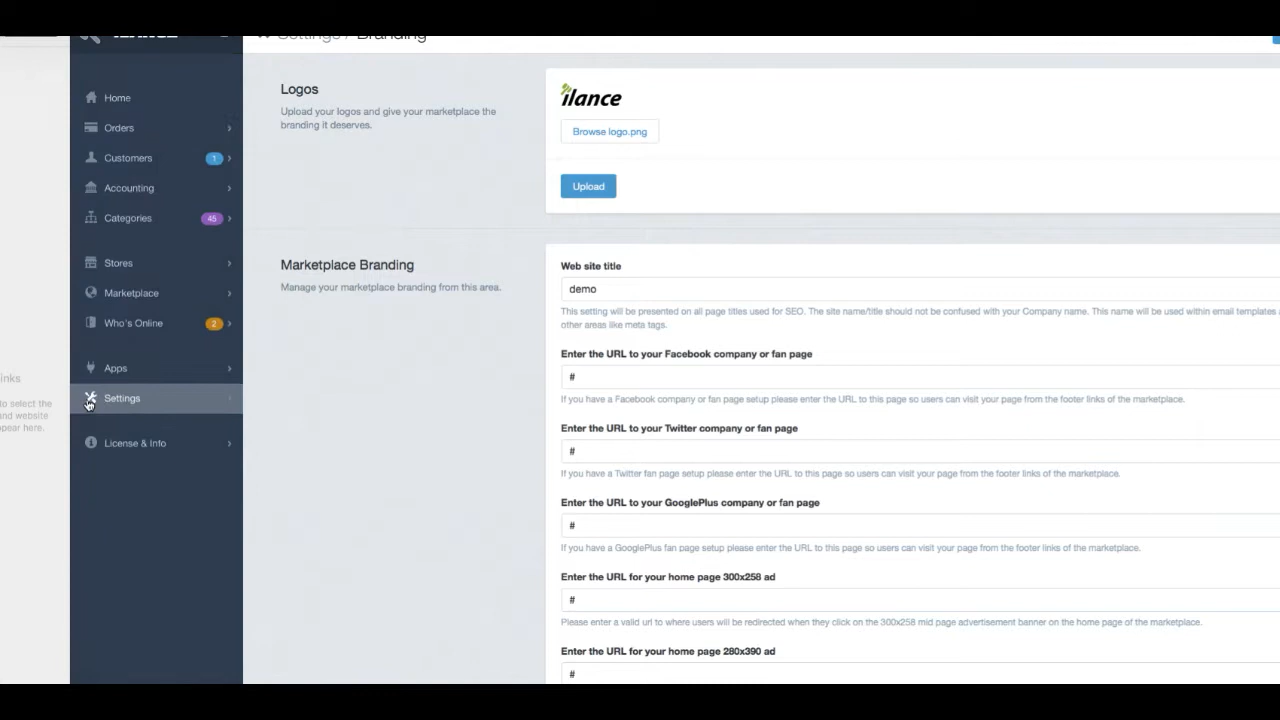 Settings / Branding
Home
Orders
Customers 1
Accounting
Categories 45
Stores
Marketplace
Who's Online 2
Apps
Settings
License & Info
inks
to select the
and website
ppear here.
Logos
Upload your logos and give your marketplace the
branding it deserves.
ilance
Browse logo.png
Upload
Marketplace Branding
Manage your marketplace branding from this area.
Web site title
demo
This setting will be presented on all page titles used for SEO. The site name/title should not be confused with your Company name. This name will be used within email templates a
other areas like meta tags.
Enter the URL to your Facebook company or fan page
#
If you have a Facebook company or fan page setup please enter the URL to this page so users can visit your page from the footer links of the marketplace.
Enter the URL to your Twitter company or fan page
#
If you have a Twitter fan page setup please enter the URL to this page so users can visit your page from the footer links of the marketplace.
Enter the URL to your GooglePlus company or fan page
#
If you have a GooglePlus fan page setup please enter the URL to this page so users can visit your page from the footer links of the marketplace.
Enter the URL for your home page 300x258 ad
#
Please enter a valid url to where users will be redirected when they click on the 300x258 mid page advertisement banner on the home page of the marketplace.
Enter the URL for your home page 280x390 ad
#